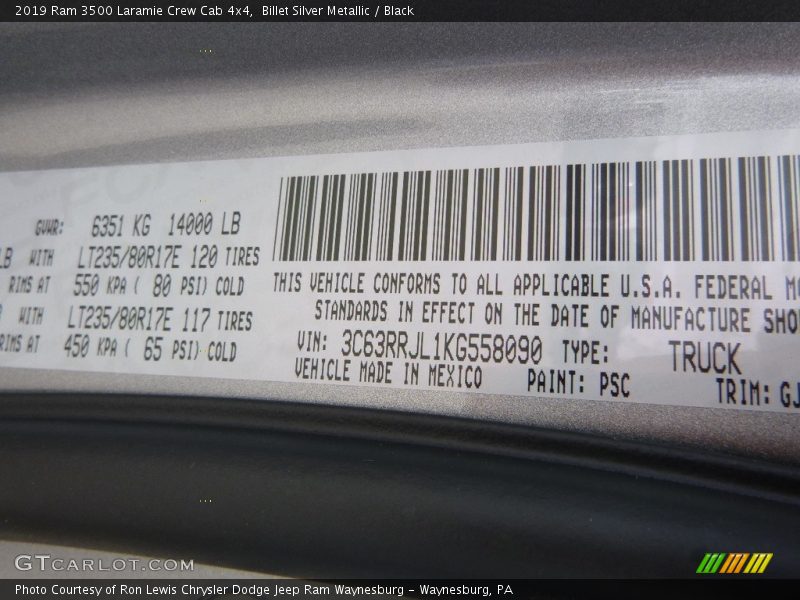 2019 Ram 3500 Laramie Crew Cab 4x4, Billet Silver Metallic / Black
GVWR: 6351 KG 14000 LB
LB WITH LT235/80R17E 120 TIRES
RIMS AT 550 KPA ( 80 PSI) COLD
WITH LT235/80R17E 117 TIRES
RIMS AT 450 KPA ( 65 PSI) COLD
THIS VEHICLE CONFORMS TO ALL APPLICABLE U.S.A. FEDERAL
STANDARDS IN EFFECT ON THE DATE OF MANUFACTURE SHO
VIN: 3C63RRJL1KG558090 TYPE: TRUCK
VEHICLE MADE IN MEXICO PAINT: PSC TRIM: GJ
GTCARLOT.COM
Photo Courtesy of Ron Lewis Chrysler Dodge Jeep Ram Waynesburg - Waynesburg, PA